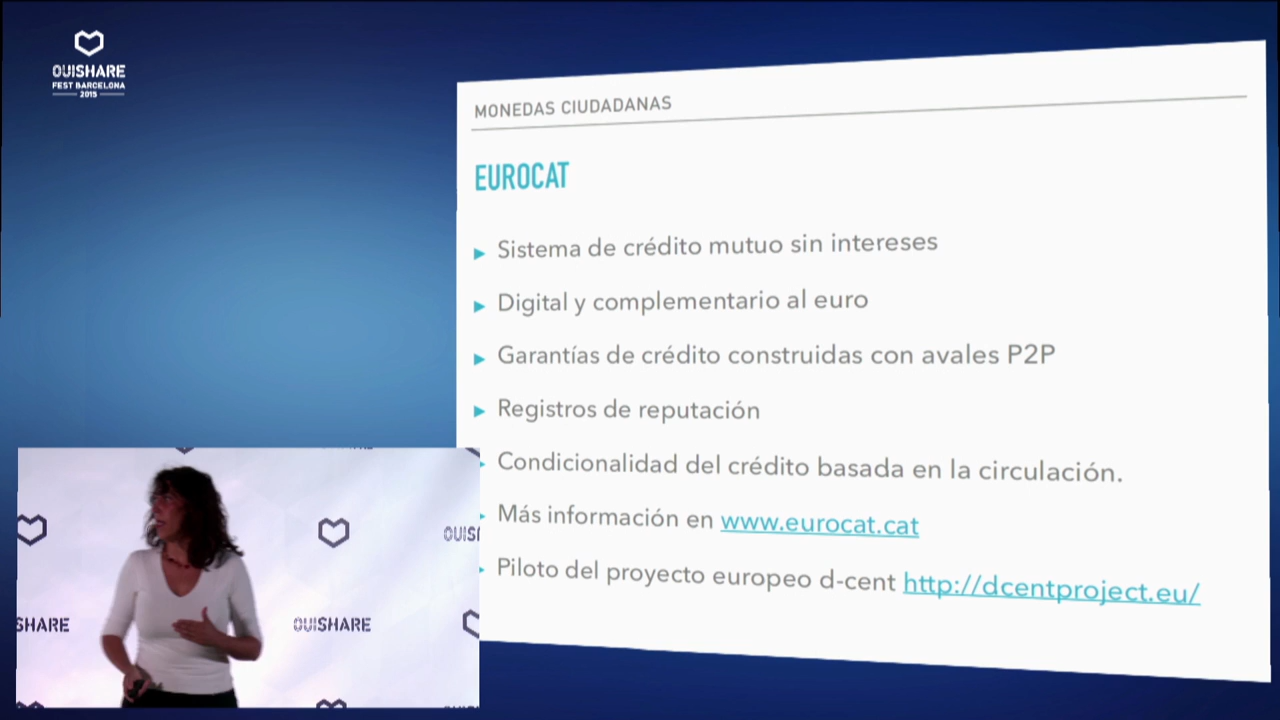 OUISHARE
FEST BARCELONA
2015
MONEDAS CIUDADANAS
EUROCAT
Sistema de crédito mutuo sin intereses
Digital y complementario al euro
Garantías de crédito construidas con avales P2P
Registros de reputación
Condicionalidad del crédito basada en la circulación.
Más información en www.eurocat.cat
Piloto del proyecto europeo d-cent http://dcentproject.eu/
OUISH
SHARE
OUISHARE